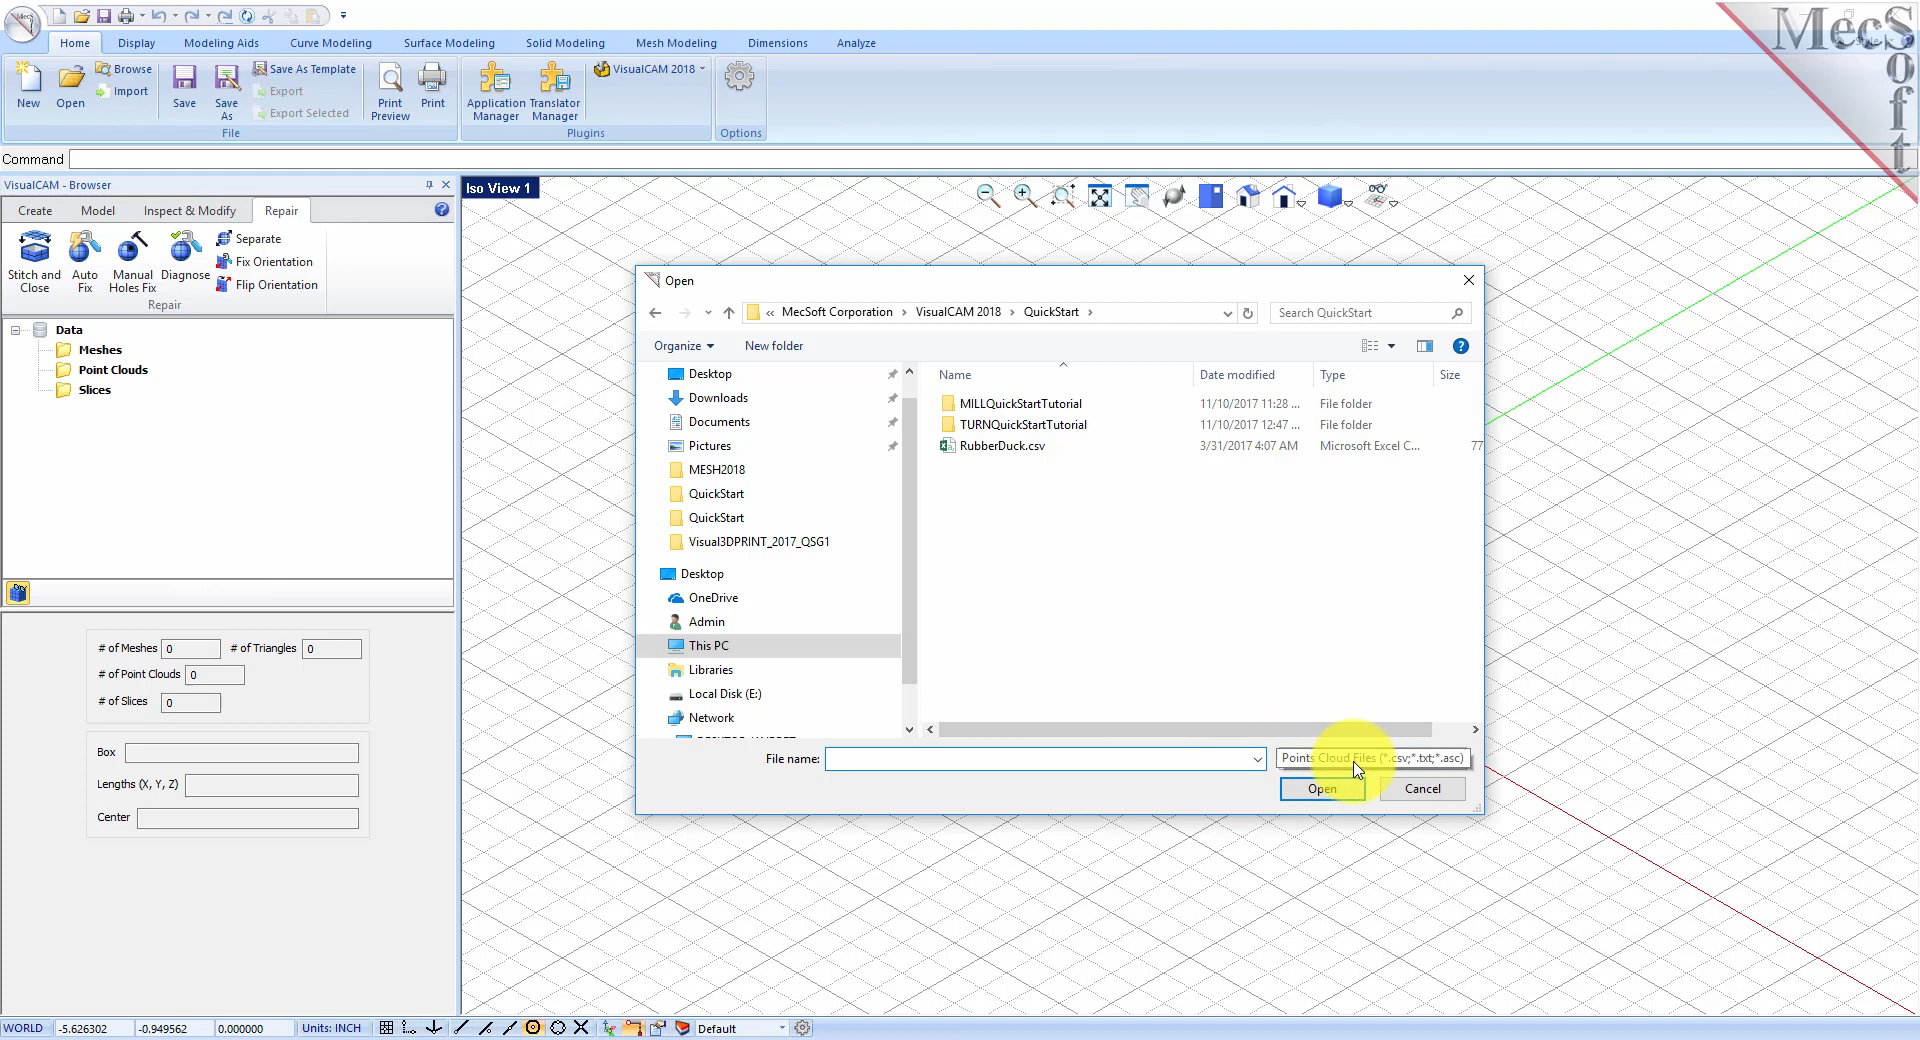 MecSoft
Home Display Modeling Aids Curve Modeling Surface Modeling Solid Modeling Mesh Modeling Dimensions Analyze
New Open Browse Import Save Save As Save As Template Export Export Selected Print Preview Print
Application Manager Translator Manager VisualCAM 2018
File Plugins Options
Command
VisualCAM - Browser
Create Model Inspect & Modify Repair
Stitch and Close Auto Fix Manual Holes Fix Diagnose Separate Fix Orientation Flip Orientation
Repair
Data
Meshes
Point Clouds
Slices
# of Meshes 0 # of Triangles 0
# of Point Clouds 0
# of Slices 0
Box
Lengths (X, Y, Z)
Center
Iso View 1
Open
« MecSoft Corporation › VisualCAM 2018 › QuickStart ›
Search QuickStart
Organize New folder
Desktop
Downloads
Documents
Pictures
MESH2018
QuickStart
QuickStart
Visual3DPRINT_2017_QSG1
Desktop
OneDrive
Admin
This PC
Libraries
Local Disk (E:)
Network
Name Date modified Type Size
MILLQuickStartTutorial 11/10/2017 11:28 ... File folder
TURNQuickStartTutorial 11/10/2017 12:47 ... File folder
RubberDuck.csv 3/31/2017 4:07 AM Microsoft Excel C... 77
File name:
Points Cloud Files (*.csv;*.txt;*.asc)
Open Cancel
WORLD -5.626302 -0.949562 0.000000 Units: INCH Default